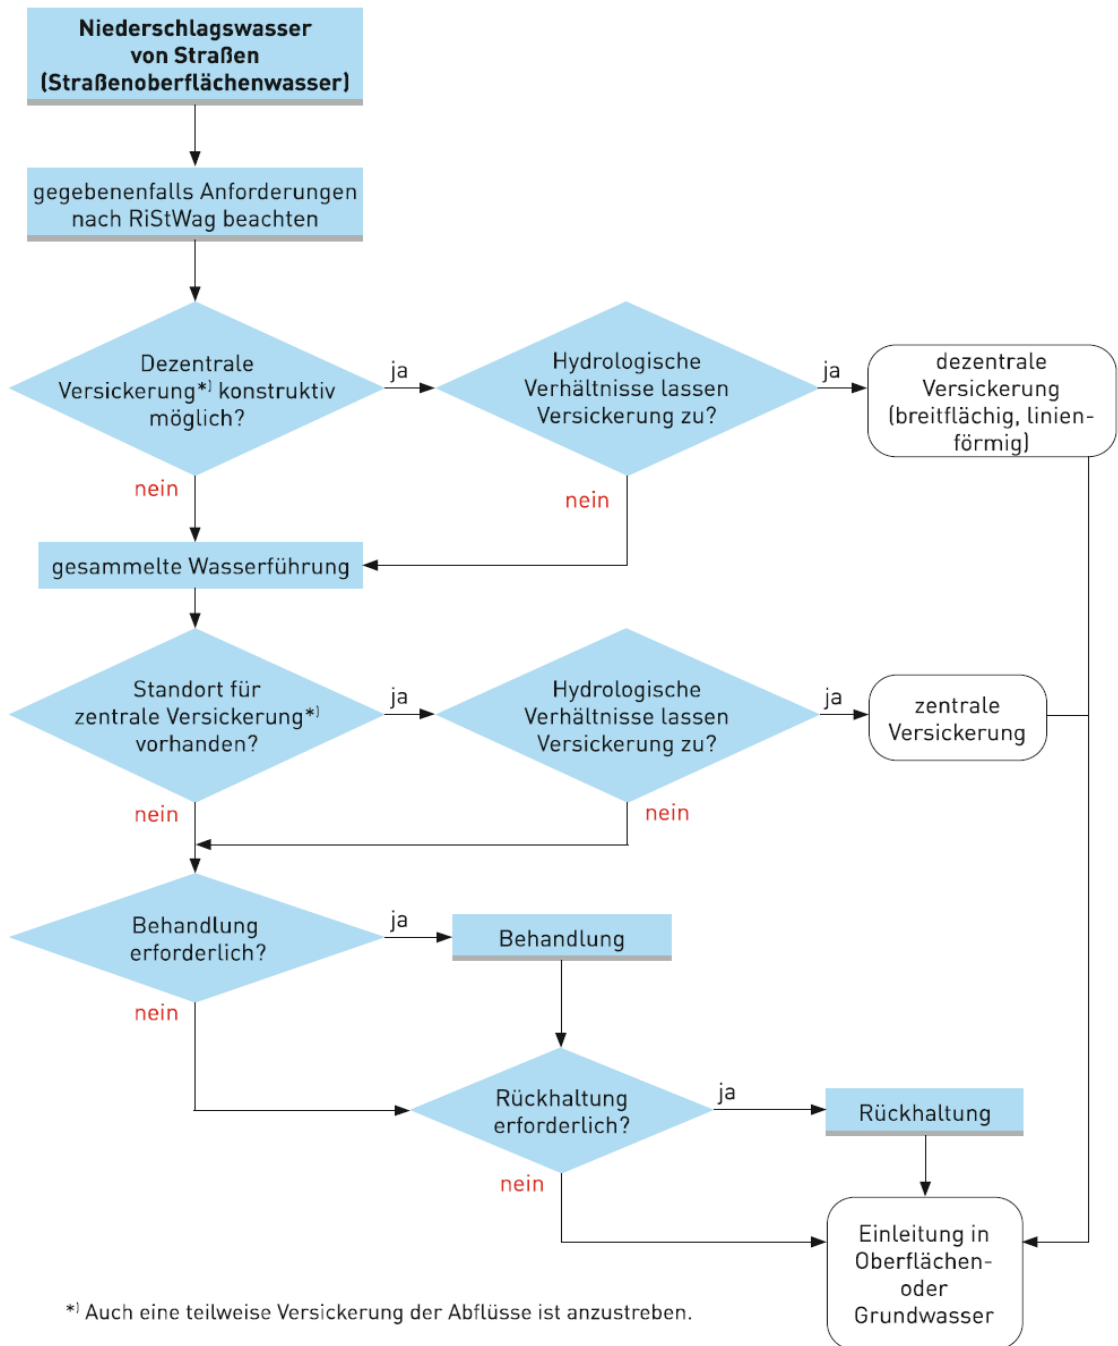 Niederschlagswasser
von Straßen
(Straßenoberflächenwasser)
gegebenenfalls Anforderungen
nach RiStWag beachten
Dezentrale
Versickerung*) konstruktiv
möglich?
ja
Hydrologische
Verhältnisse lassen
Versickerung zu?
ja
dezentrale
Versickerung
(breitflächig, linien-
förmig)
nein
nein
gesammelte Wasserführung
Standort für
zentrale Versickerung*)
vorhanden?
ja
Hydrologische
Verhältnisse lassen
Versickerung zu?
ja
zentrale
Versickerung
nein
nein
Behandlung
erforderlich?
ja
Behandlung
nein
Rückhaltung
erforderlich?
ja
Rückhaltung
nein
Einleitung in
Oberflächen-
oder
Grundwasser
*) Auch eine teilweise Versickerung der Abflüsse ist anzustreben.